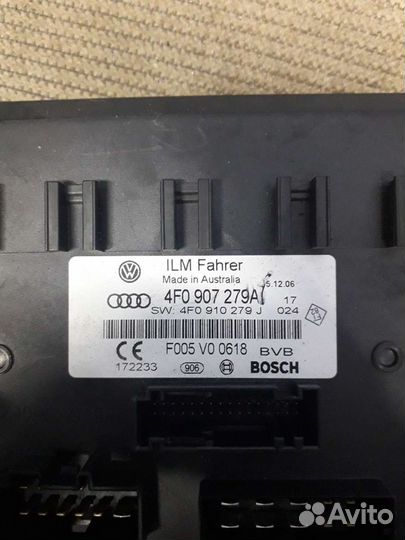 ILM Fahrer
Made in Australia
4F0 907 279A
05.12.06
17
SW: 4F0 910 279 J 024
CE F005 V0 0618 BVB
172233 906 BOSCH
Avito